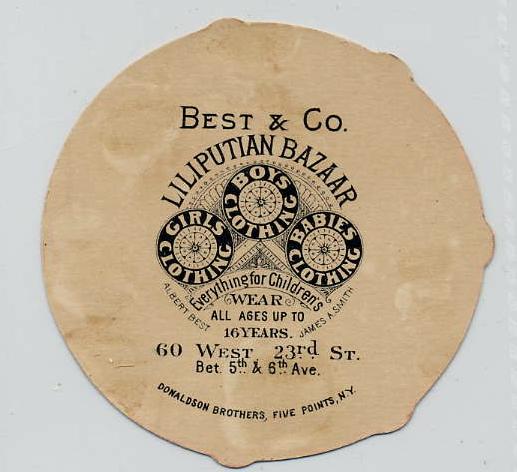 BEST & CO.
LILIPUTIAN BAZAAR
BOYS CLOTHING
GIRLS CLOTHING
BABIES CLOTHING
Everything for Children's
WEAR
ALBERT BEST
JAMES A. SMITH
ALL AGES UP TO
16 YEARS.
60 WEST 23rd ST.
Bet. 5th & 6th Ave.
DONALDSON BROTHERS, FIVE POINTS, N.Y.